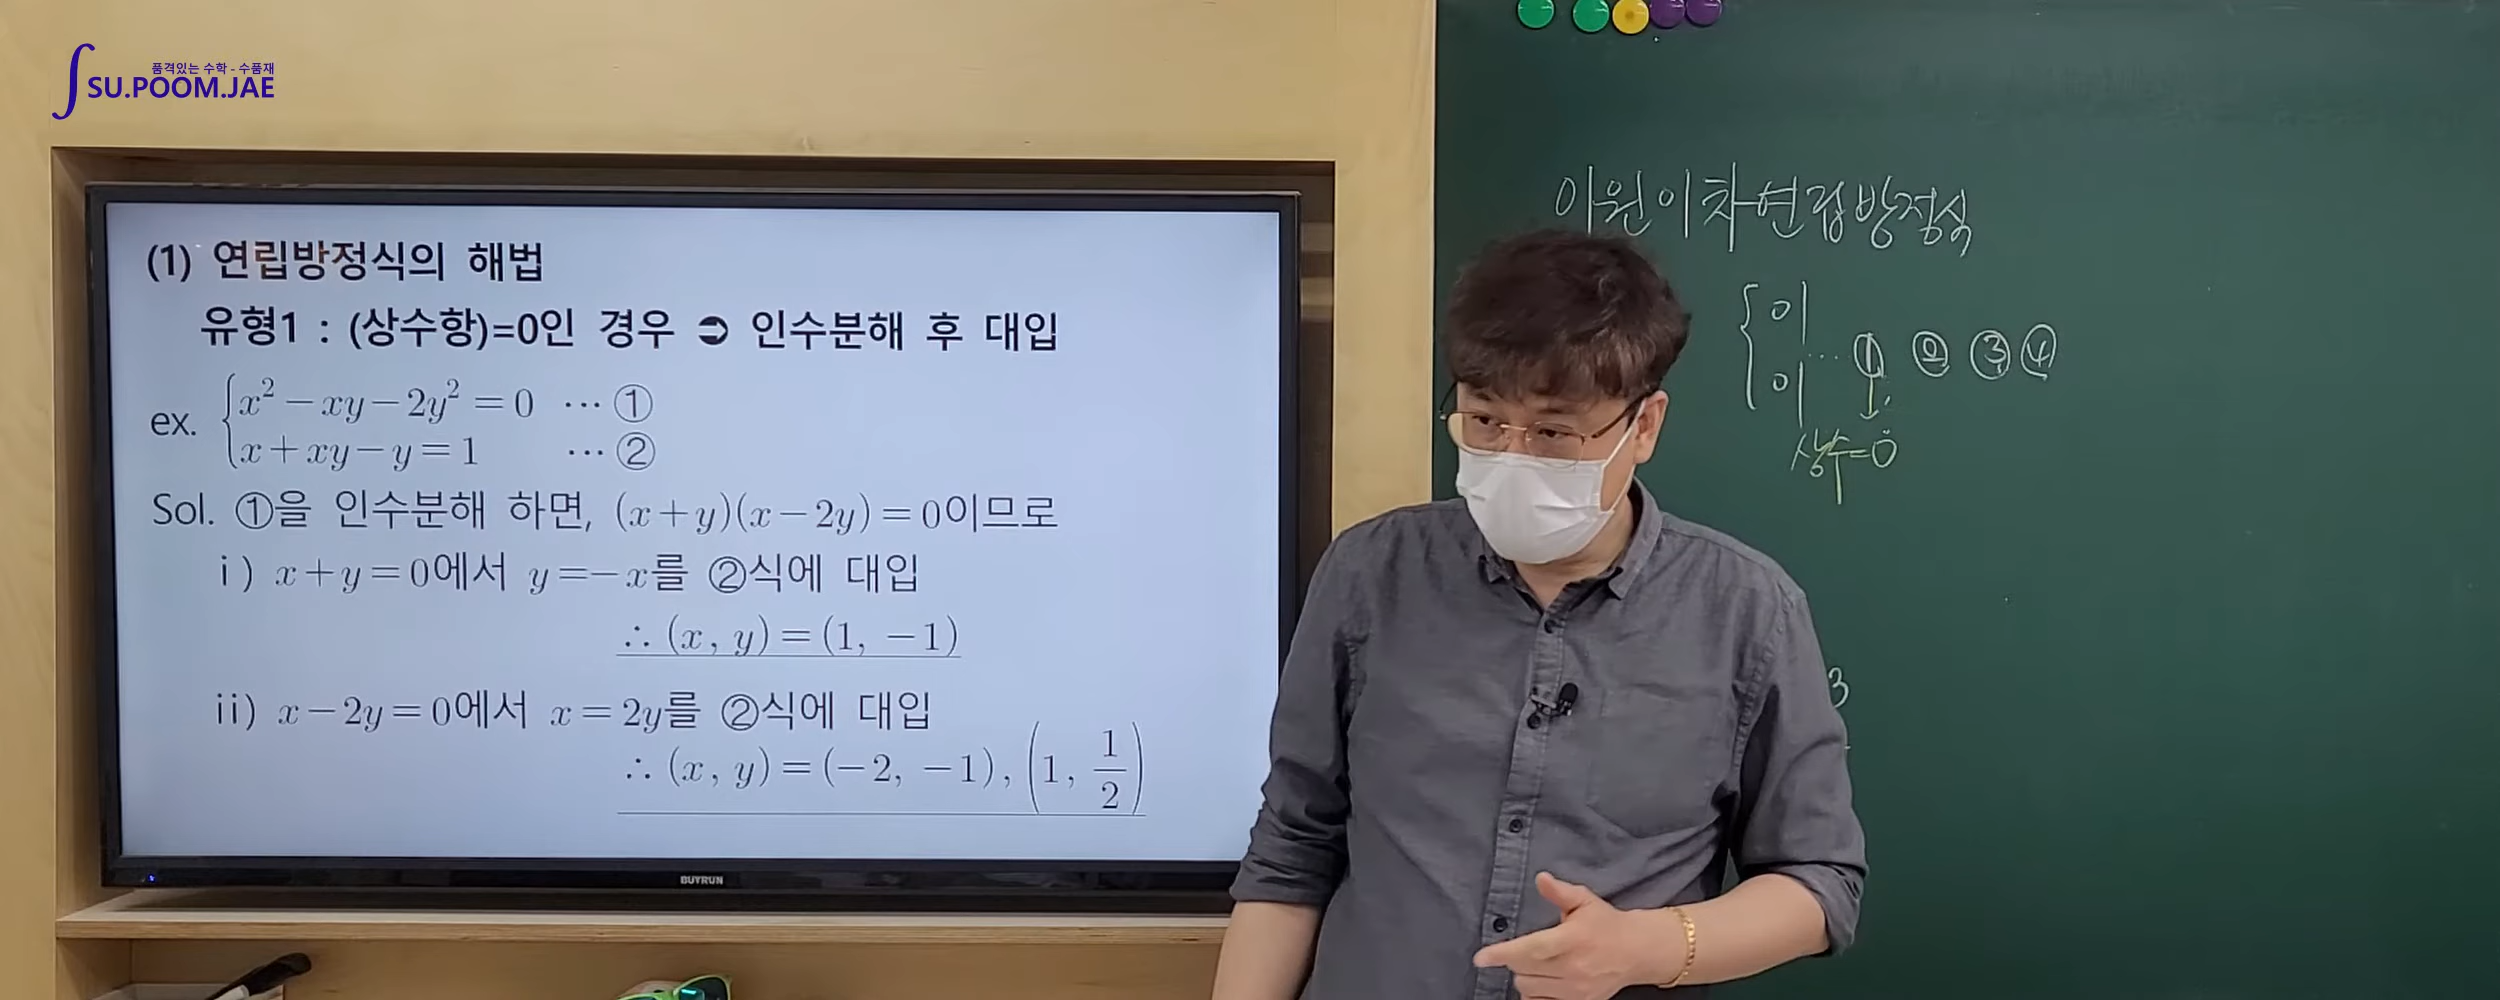 품격있는 수학 - 수품재
SU.POOM.JAE
(1) 연립방정식의 해법
유형1 : (상수항)=0인 경우 ➲ 인수분해 후 대입
ex. {x² − xy − 2y² = 0 ⋯ ①
x + xy − y = 1 ⋯ ②
Sol. ①을 인수분해 하면, (x + y)(x − 2y) = 0이므로
i) x + y = 0에서 y = − x를 ②식에 대입
∴ (x, y) = (1, −1)
ii) x − 2y = 0에서 x = 2y를 ②식에 대입
∴ (x, y) = (−2, −1), (1, 1/2)
BUYRUN
이원이차연립방정식
{이
이 ⋯ ① ② ③ ④
상수=0
3